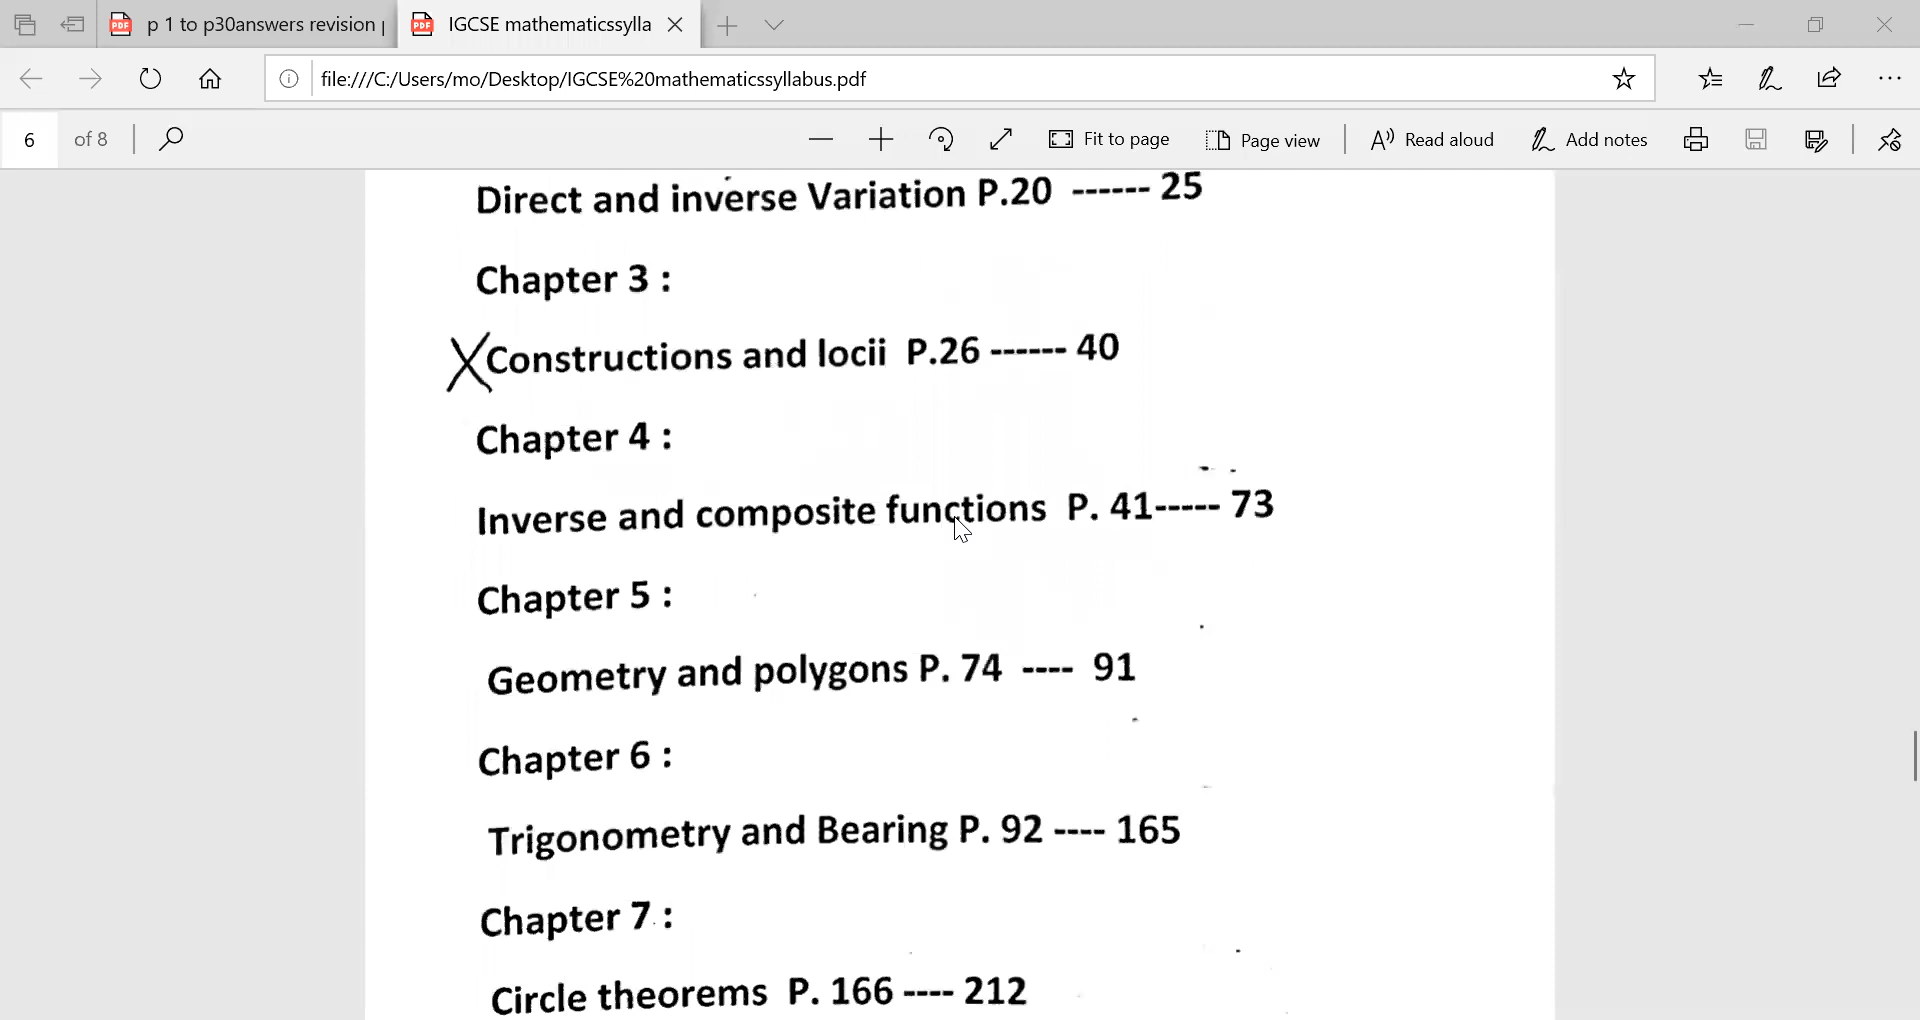 p 1 to p30answers revision p
IGCSE mathematicssylla
file:///C:/Users/mo/Desktop/IGCSE%20mathematicssyllabus.pdf
6 of 8
Fit to page
Page view
Read aloud
Add notes
Direct and inverse Variation P.20 ------ 25
Chapter 3 :
X Constructions and locii P.26 ------ 40
Chapter 4 :
Inverse and composite functions P. 41----- 73
Chapter 5 :
Geometry and polygons P. 74 ---- 91
Chapter 6 :
Trigonometry and Bearing P. 92 ---- 165
Chapter 7 :
Circle theorems P. 166 ---- 212